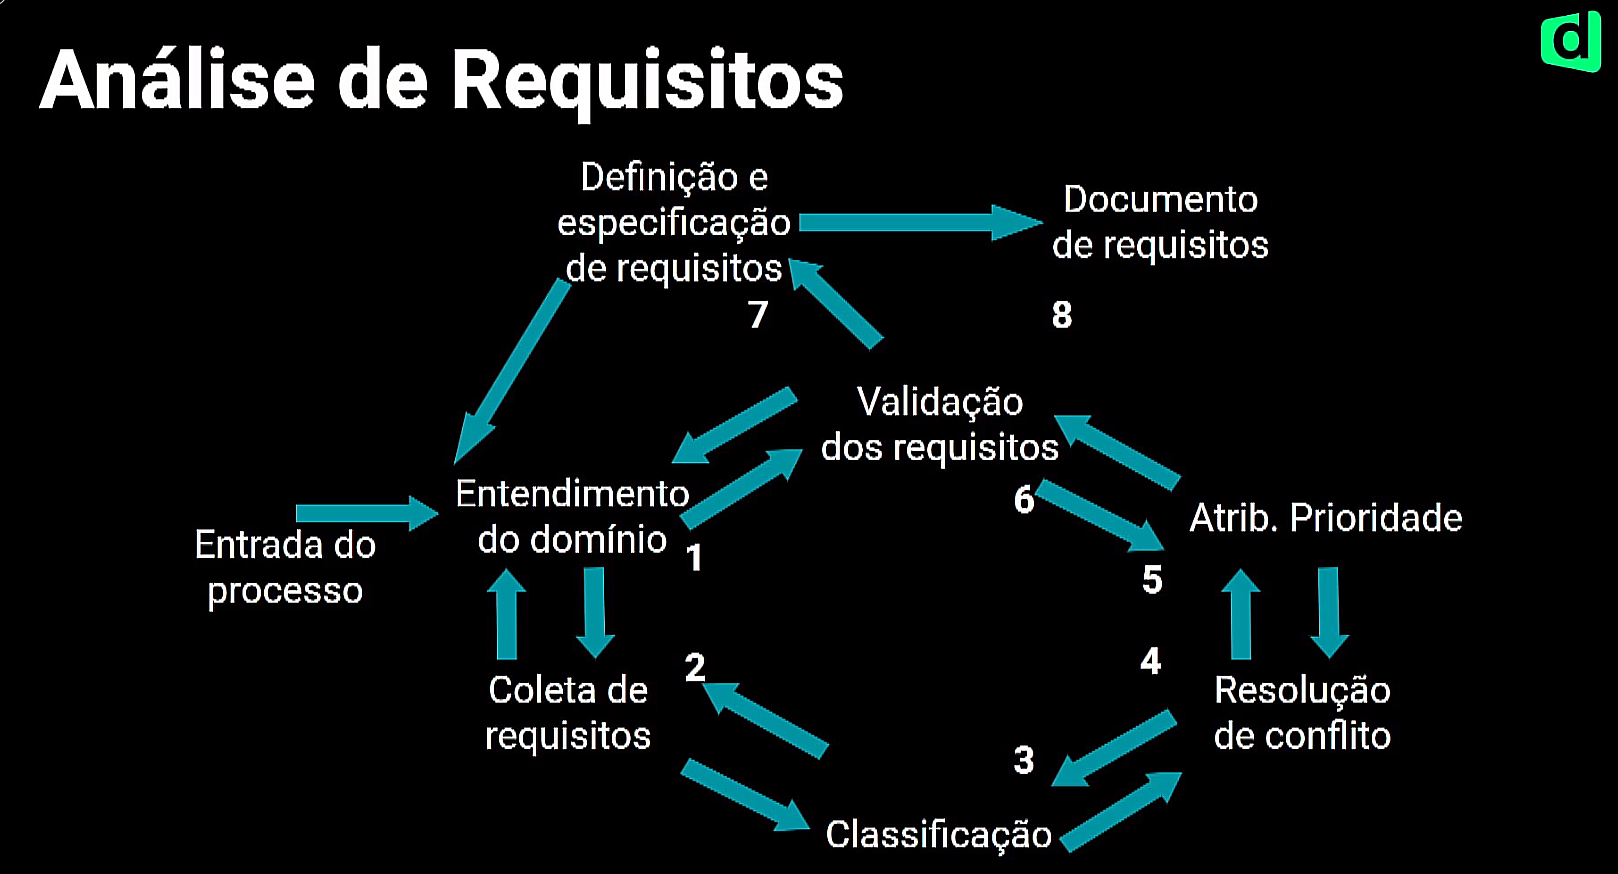 Análise de Requisitos
d
Definição e
especificação
de requisitos
7
Documento
de requisitos
8
Validação
dos requisitos
6
Entendimento
do domínio
1
Entrada do
processo
Atrib. Prioridade
5
4
Coleta de
requisitos
2
Resolução
de conflito
3
Classificação